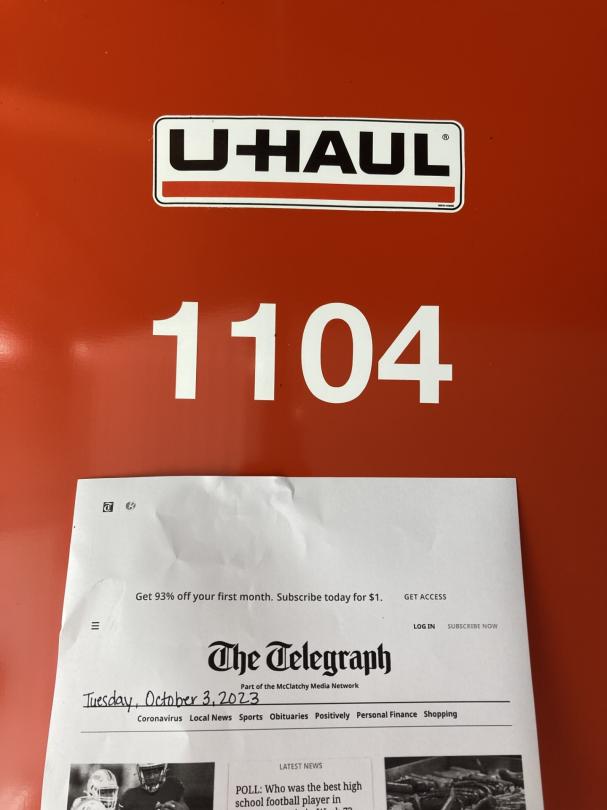 U-HAUL®
1104
Get 93% off your first month. Subscribe today for $1. GET ACCESS
LOG IN SUBSCRIBE NOW
The Telegraph
Part of the McClatchy Media Network
Tuesday, October 3, 2023
Coronavirus Local News Sports Obituaries Positively Personal Finance Shopping
LATEST NEWS
POLL: Who was the best high
school football player in